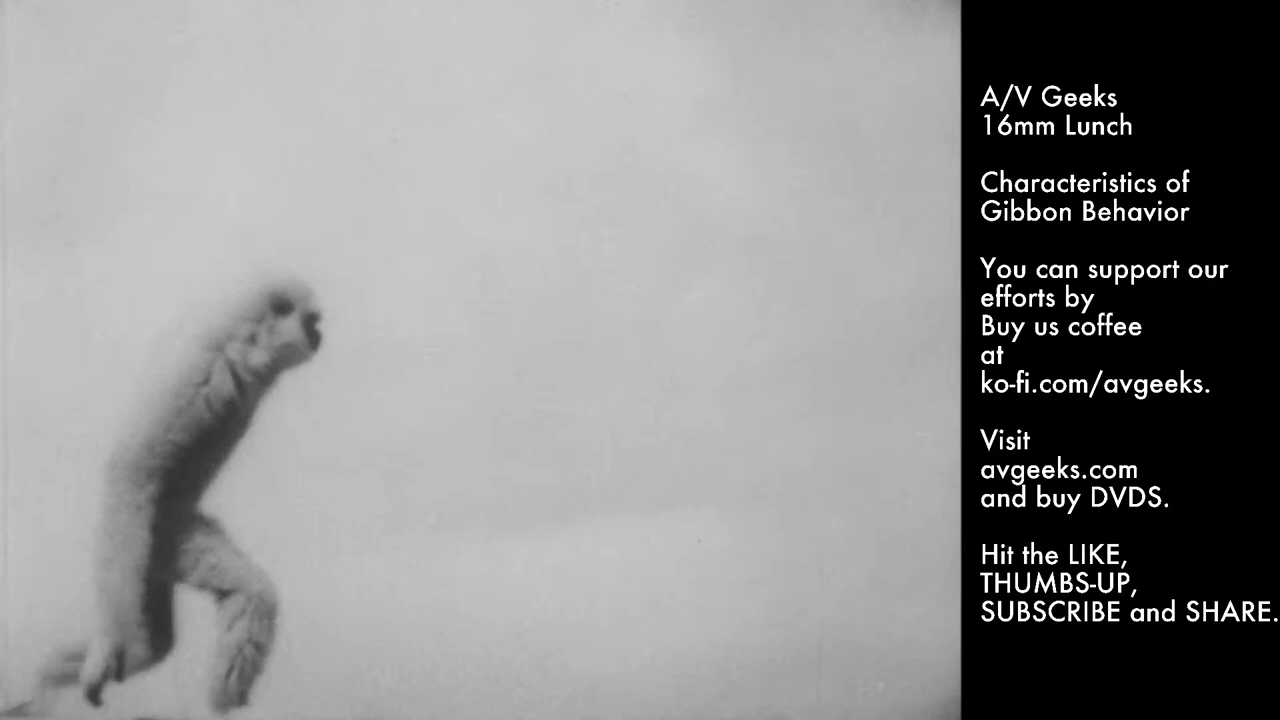 A/V Geeks
16mm Lunch
Characteristics of
Gibbon Behavior
You can support our
efforts by
Buy us coffee
at
ko-fi.com/avgeeks.
Visit
avgeeks.com
and buy DVDS.
Hit the LIKE,
THUMBS-UP,
SUBSCRIBE and SHARE.